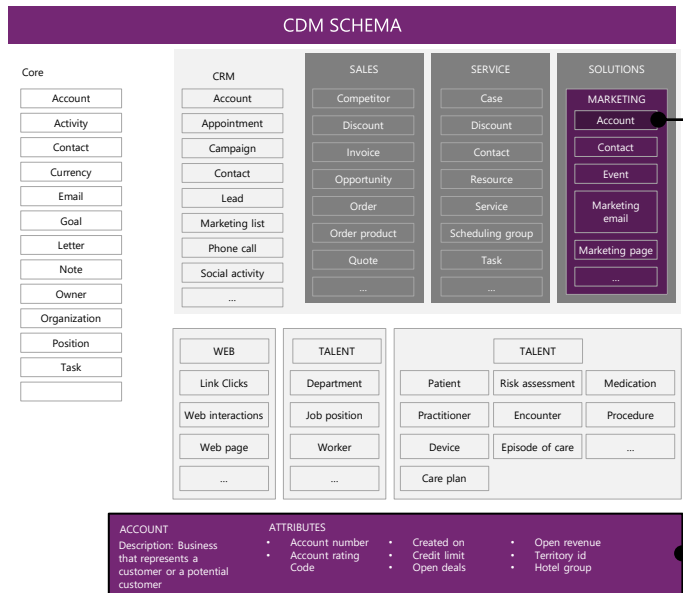 CDM SCHEMA
Core
Account
Activity
Contact
Currency
Email
Goal
Letter
Note
Owner
Organization
Position
Task
CRM
Account
Appointment
Campaign
Contact
Lead
Marketing list
Phone call
Social activity
...
SALES
Competitor
Discount
Invoice
Opportunity
Order
Order product
Quote
...
SERVICE
Case
Discount
Contact
Resource
Service
Scheduling group
Task
...
SOLUTIONS
MARKETING
Account
Contact
Event
Marketing
email
Marketing page
...
WEB
Link Clicks
Web interactions
Web page
...
TALENT
Department
Job position
Worker
...
TALENT
Patient
Risk assessment
Medication
Practitioner
Encounter
Procedure
Device
Episode of care
...
Care plan
ACCOUNT
Description: Business
that represents a
customer or a potential
customer
ATTRIBUTES
• Account number
• Account rating
Code
• Created on
• Credit limit
• Open deals
• Open revenue
• Territory id
• Hotel group